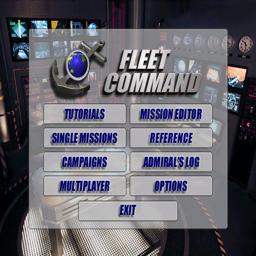 FLEET
COMMAND
TUTORIALS
MISSION EDITOR
SINGLE MISSIONS
REFERENCE
CAMPAIGNS
ADMIRAL'S LOG
MULTIPLAYER
OPTIONS
EXIT